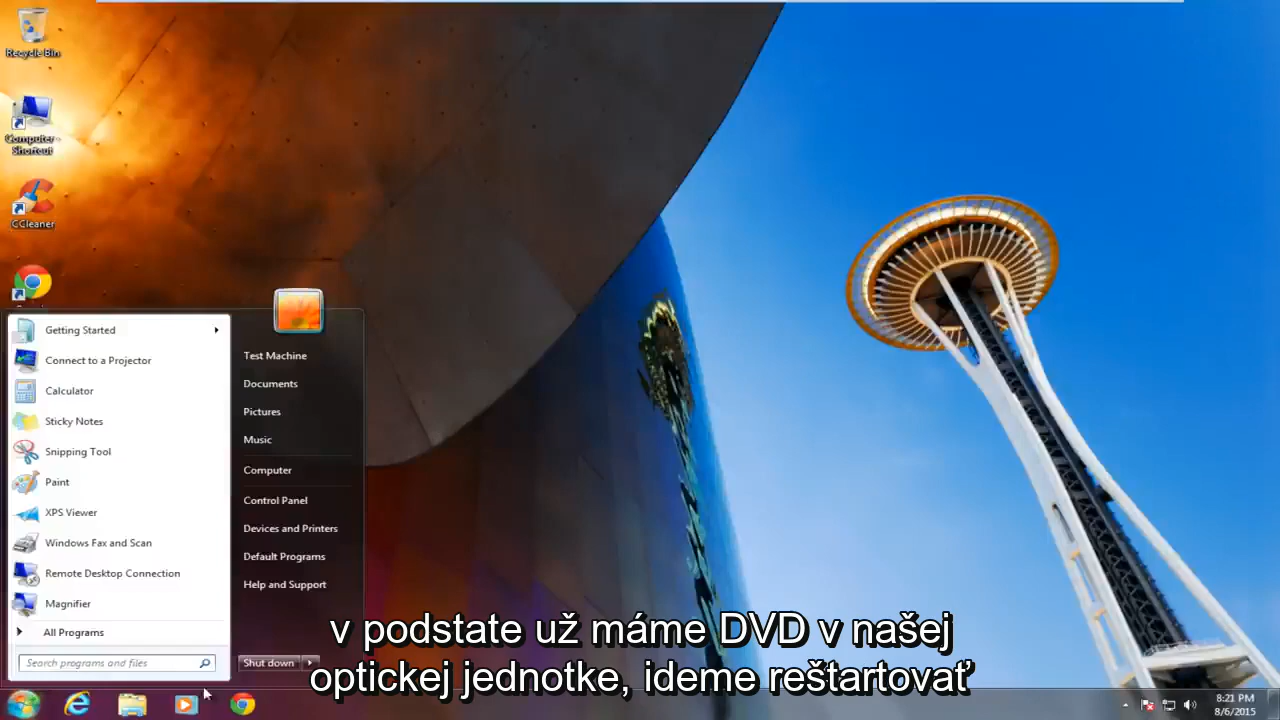 Recycle Bin
Computer -
Shortcut
CCleaner
Getting Started
Connect to a Projector
Calculator
Sticky Notes
Snipping Tool
Paint
XPS Viewer
Windows Fax and Scan
Remote Desktop Connection
Magnifier
All Programs
Search programs and files
Test Machine
Documents
Pictures
Music
Computer
Control Panel
Devices and Printers
Default Programs
Help and Support
Shut down
v podstate už máme DVD v našej
optickej jednotke, ideme reštartovať
8:21 PM
8/6/2015